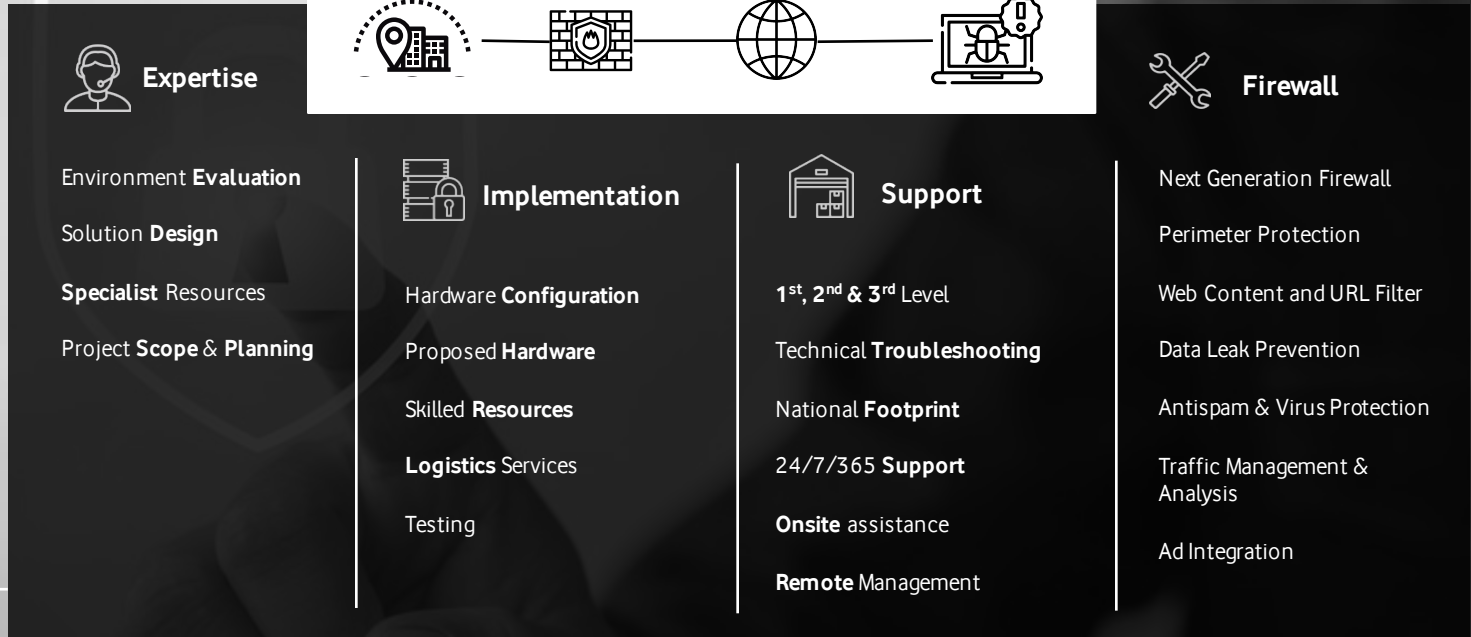 Expertise
Environment Evaluation
Solution Design
Specialist Resources
Project Scope & Planning
Implementation
Hardware Configuration
Proposed Hardware
Skilled Resources
Logistics Services
Testing
Support
1st, 2nd & 3rd Level
Technical Troubleshooting
National Footprint
24/7/365 Support
Onsite assistance
Remote Management
Firewall
Next Generation Firewall
Perimeter Protection
Web Content and URL Filter
Data Leak Prevention
Antispam & Virus Protection
Traffic Management &
Analysis
Ad Integration